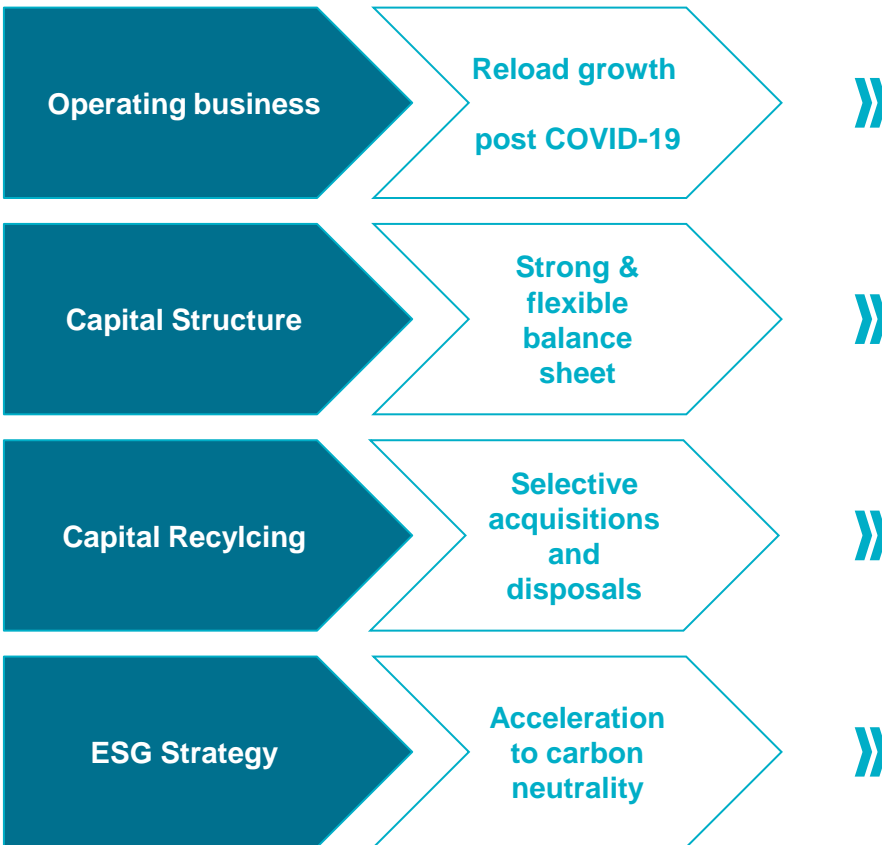 Operating business
Reload growth
post COVID-19
Capital Structure
Strong &
flexible
balance
sheet
Capital Recylcing
Selective
acquisitions
and
disposals
ESG Strategy
Acceleration
to carbon
neutrality